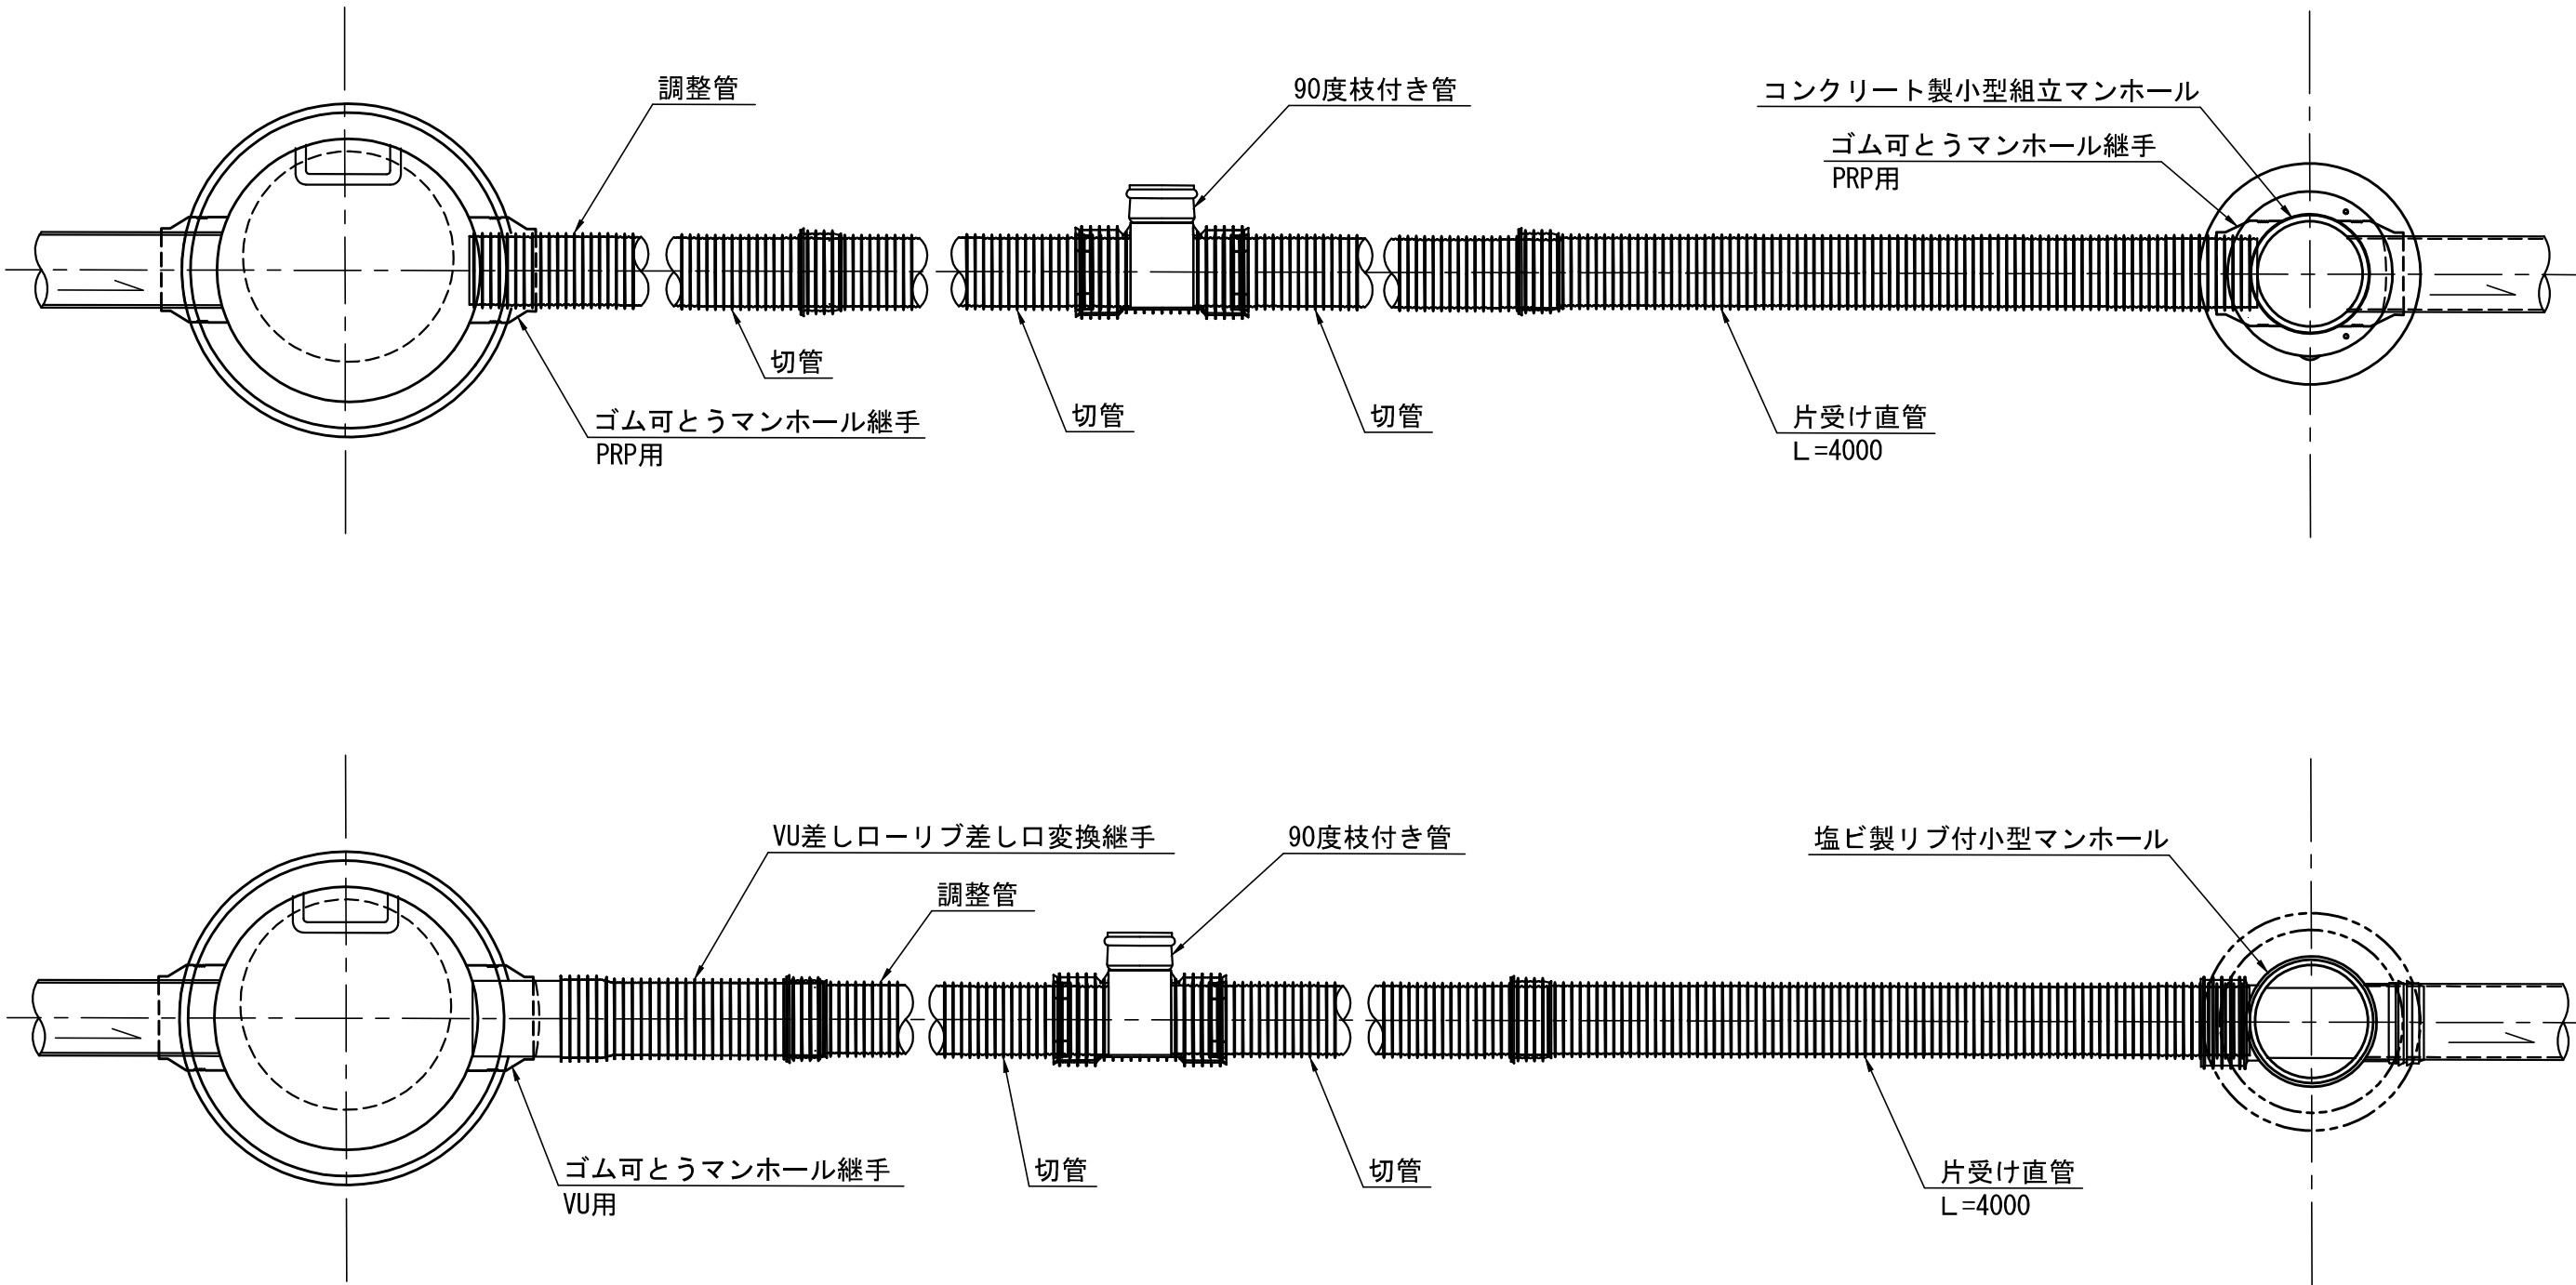 調整管
90度枝付き管
コンクリート製小型組立マンホール
ゴム可とうマンホール継手
PRP用
切管
ゴム可とうマンホール継手
PRP用
切管
切管
片受け直管
L=4000
VU差し口ーリブ差し口変換継手
調整管
90度枝付き管
塩ビ製リブ付小型マンホール
ゴム可とうマンホール継手
VU用
切管
切管
片受け直管
L=4000